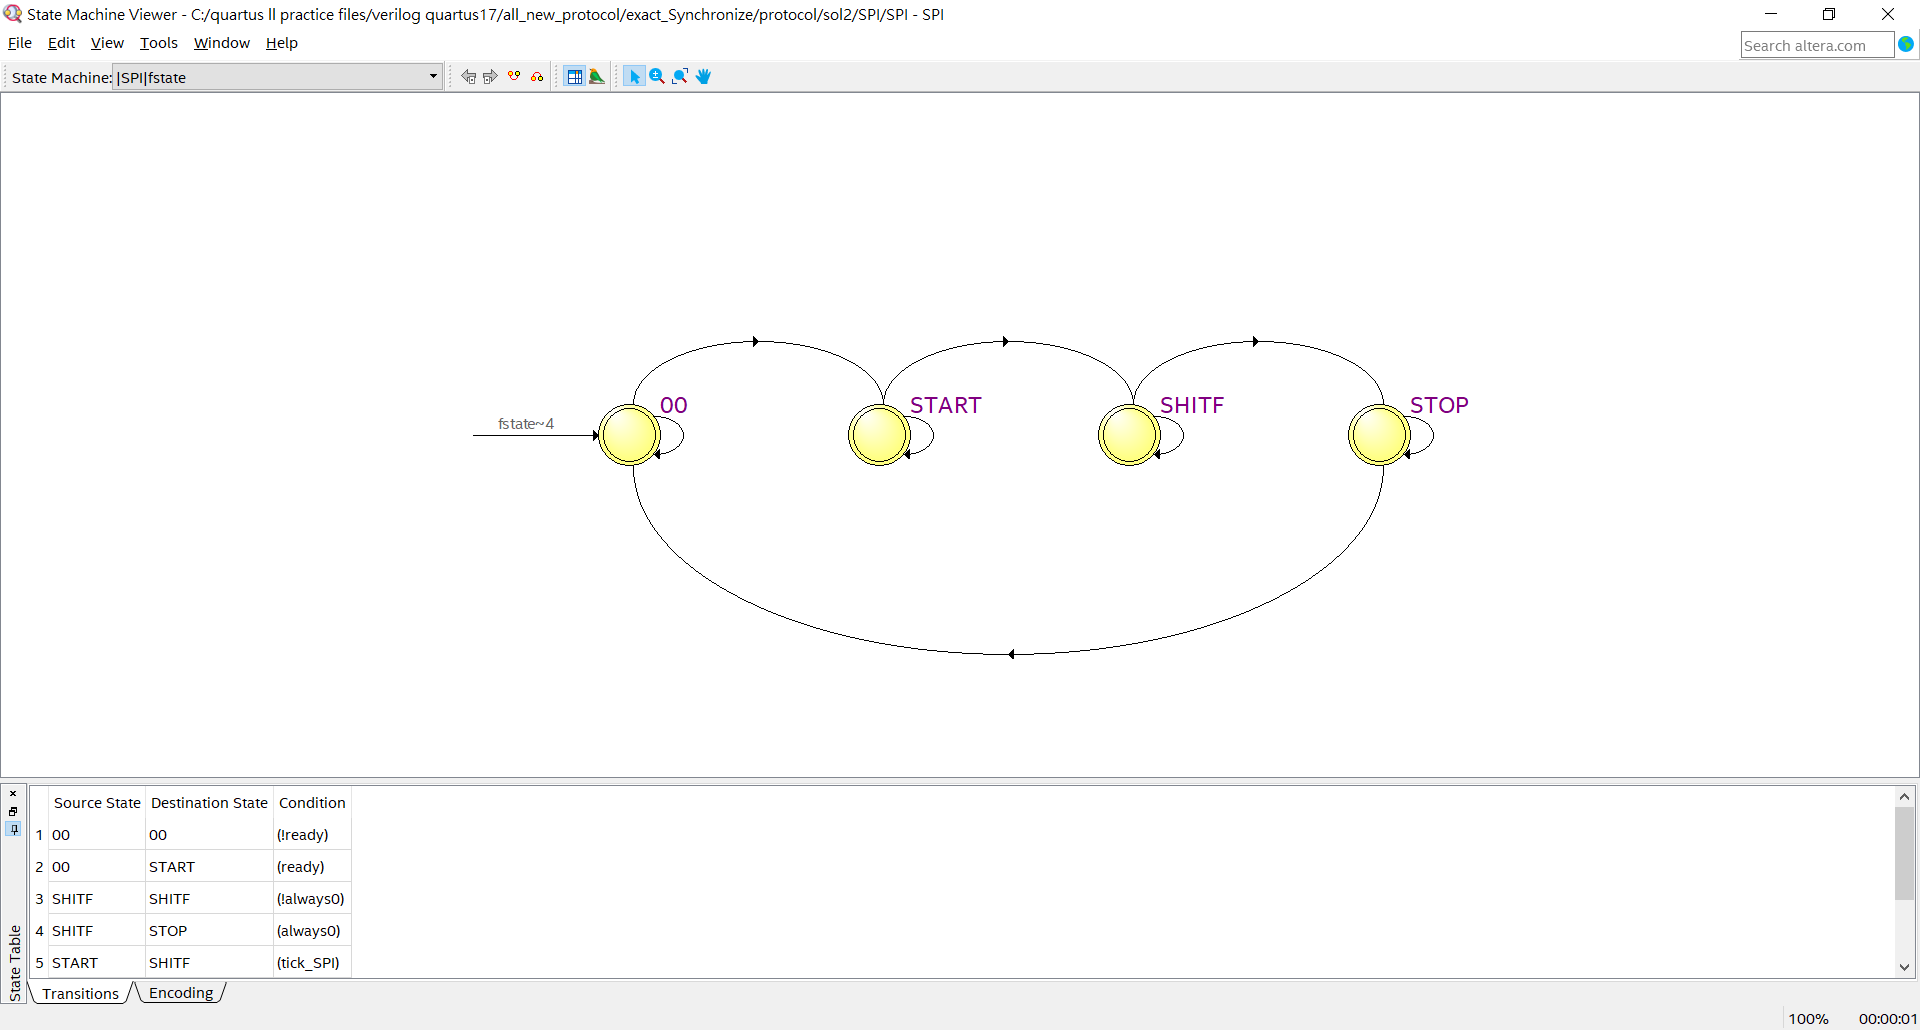 State Machine Viewer - C:/quartus ll practice files/verilog quartus17/all_new_protocol/exact_Synchronize/protocol/sol2/SPI/SPI - SPI
File Edit View Tools Window Help
Search altera.com
State Machine: |SPI|fstate
00 START SHITF STOP
fstate~4
Source State Destination State Condition
1 00 00 (!ready)
2 00 START (ready)
3 SHITF SHITF (!always0)
4 SHITF STOP (always0)
5 START SHITF (tick_SPI)
State Table
Transitions Encoding
100% 00:00:01